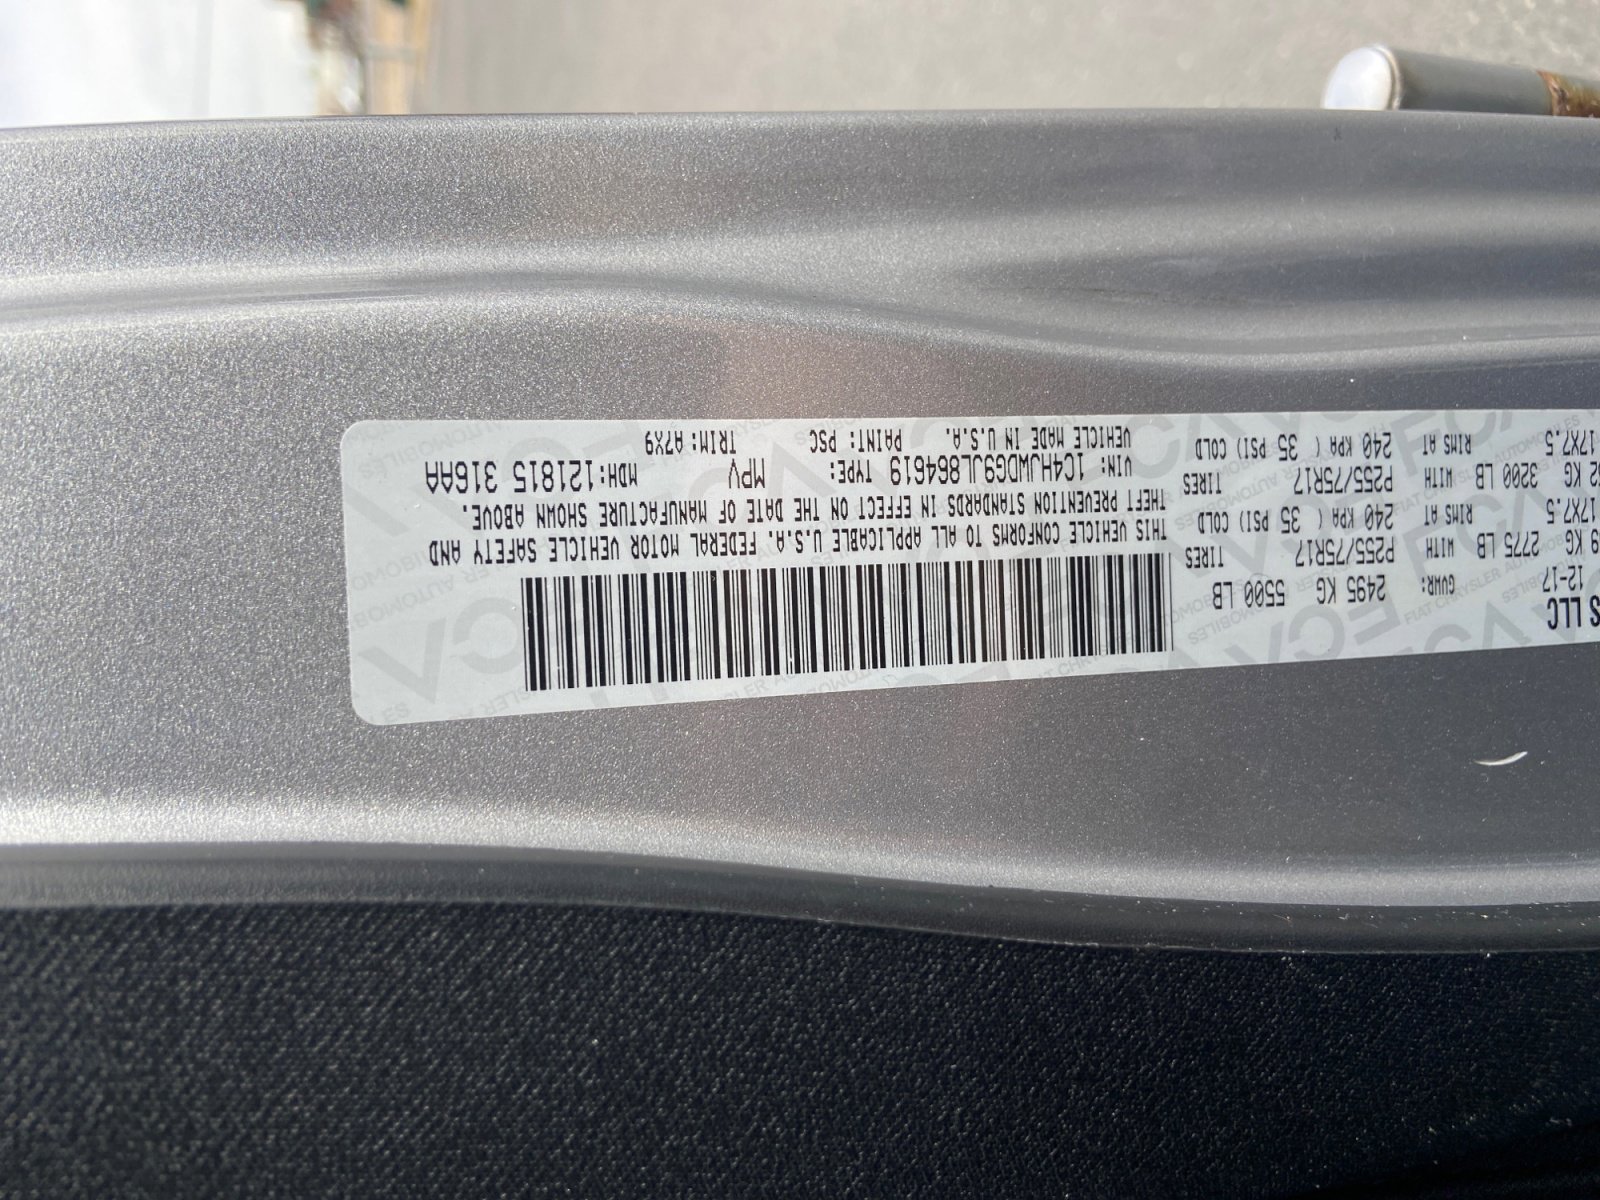 S LLC
12-17 GVWR: 2495 KG 5500 LB
9 KG 2775 LB WITH P255/75R17 TIRES
17X7.5 RIMS AT 240 KPA ( 35 PSI) COLD
52 KG 3200 LB WITH P255/75R17 TIRES
17X7.5 RIMS AT 240 KPA ( 35 PSI) COLD
THIS VEHICLE CONFORMS TO ALL APPLICABLE U.S.A. FEDERAL MOTOR VEHICLE SAFETY AND
THEFT PREVENTION STANDARDS IN EFFECT ON THE DATE OF MANUFACTURE SHOWN ABOVE.
VIN: 1C4HJWDG9JL864619 TYPE: MPV MDH:121815 316AA
VEHICLE MADE IN U.S.A. PAINT: PSC TRIM: A7X9
FCA
FIAT CHRYSLER AUTOMOBILES